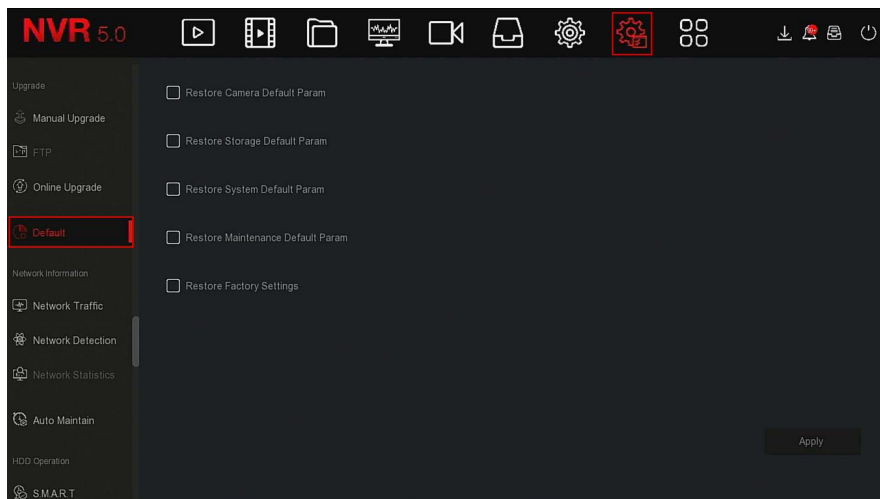 NVR 5.0
Upgrade
Manual Upgrade
FTP
Online Upgrade
Default
Network Information
Network Traffic
Network Detection
Network Statistics
Auto Maintain
HDD Operation
S.M.A.R.T
Restore Camera Default Param
Restore Storage Default Param
Restore System Default Param
Restore Maintenance Default Param
Restore Factory Settings
Apply